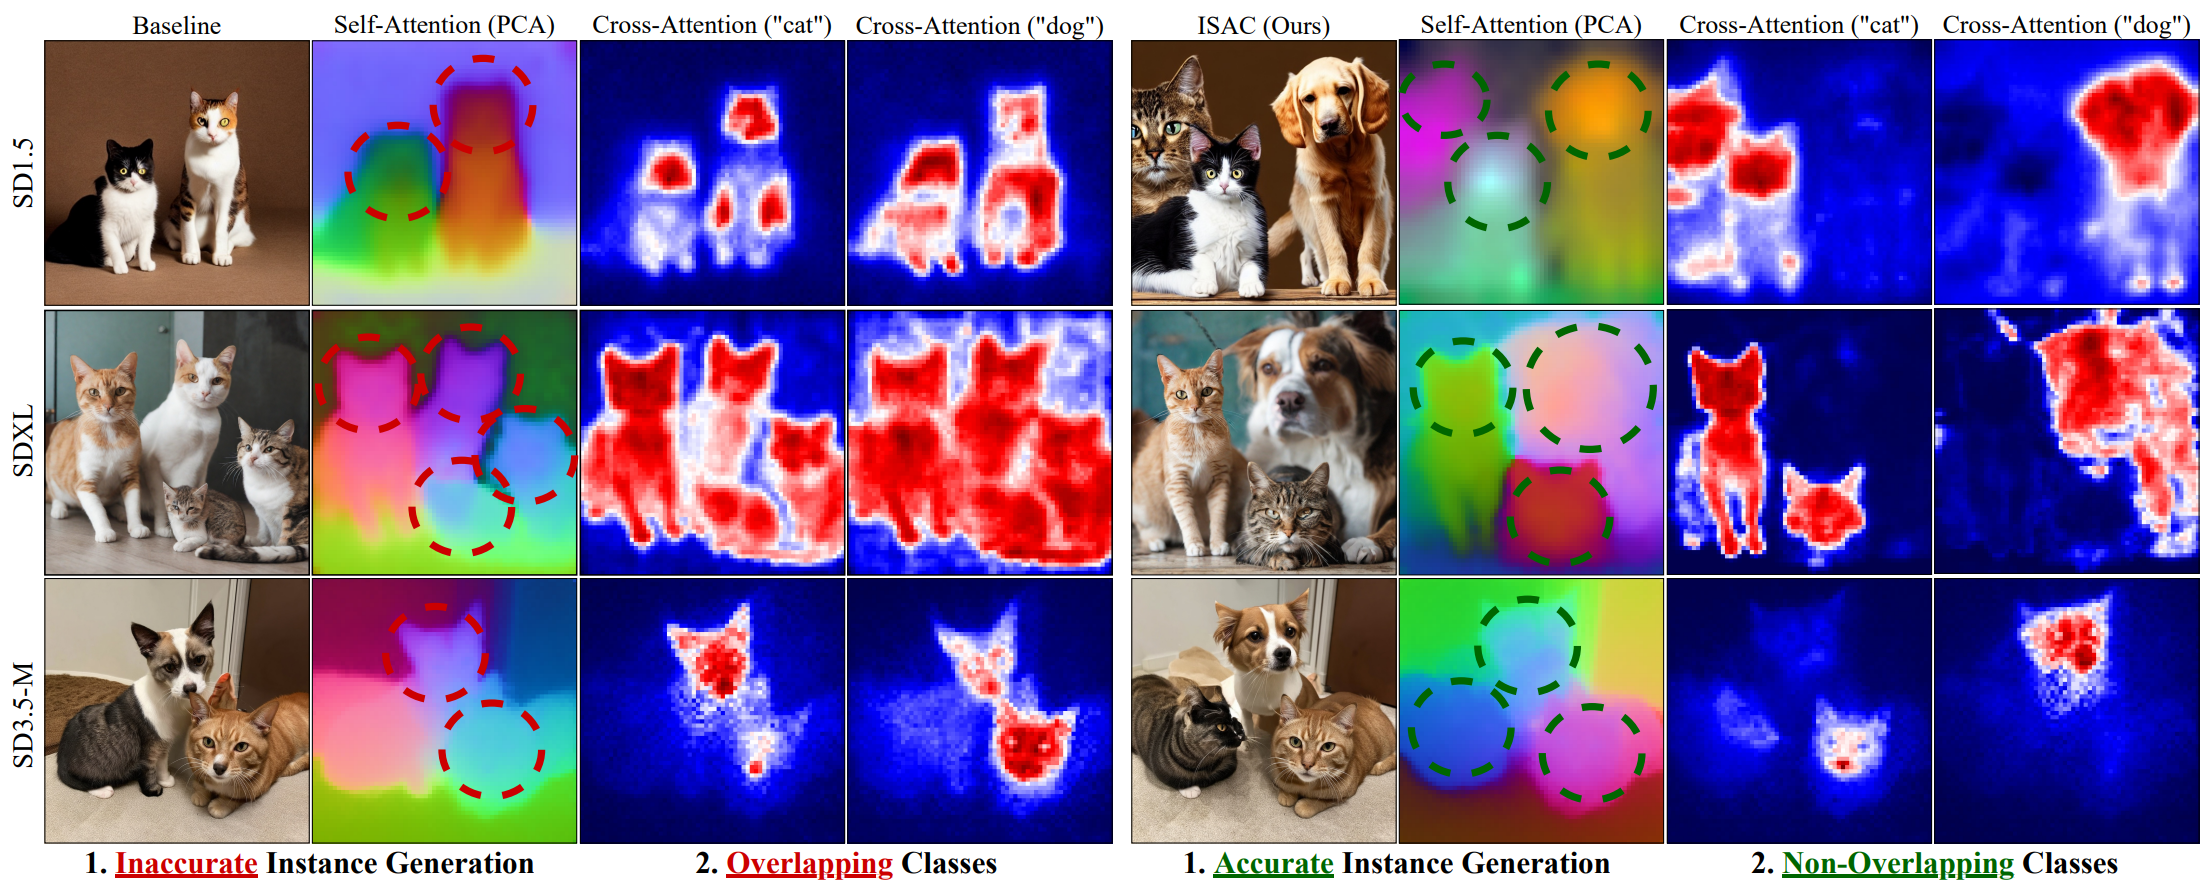 Baseline Self-Attention (PCA) Cross-Attention ("cat") Cross-Attention ("dog") ISAC (Ours) Self-Attention (PCA) Cross-Attention ("cat") Cross-Attention ("dog")
SD1.5
SDXL
SD3.5-M
1. Inaccurate Instance Generation 2. Overlapping Classes 1. Accurate Instance Generation 2. Non-Overlapping Classes